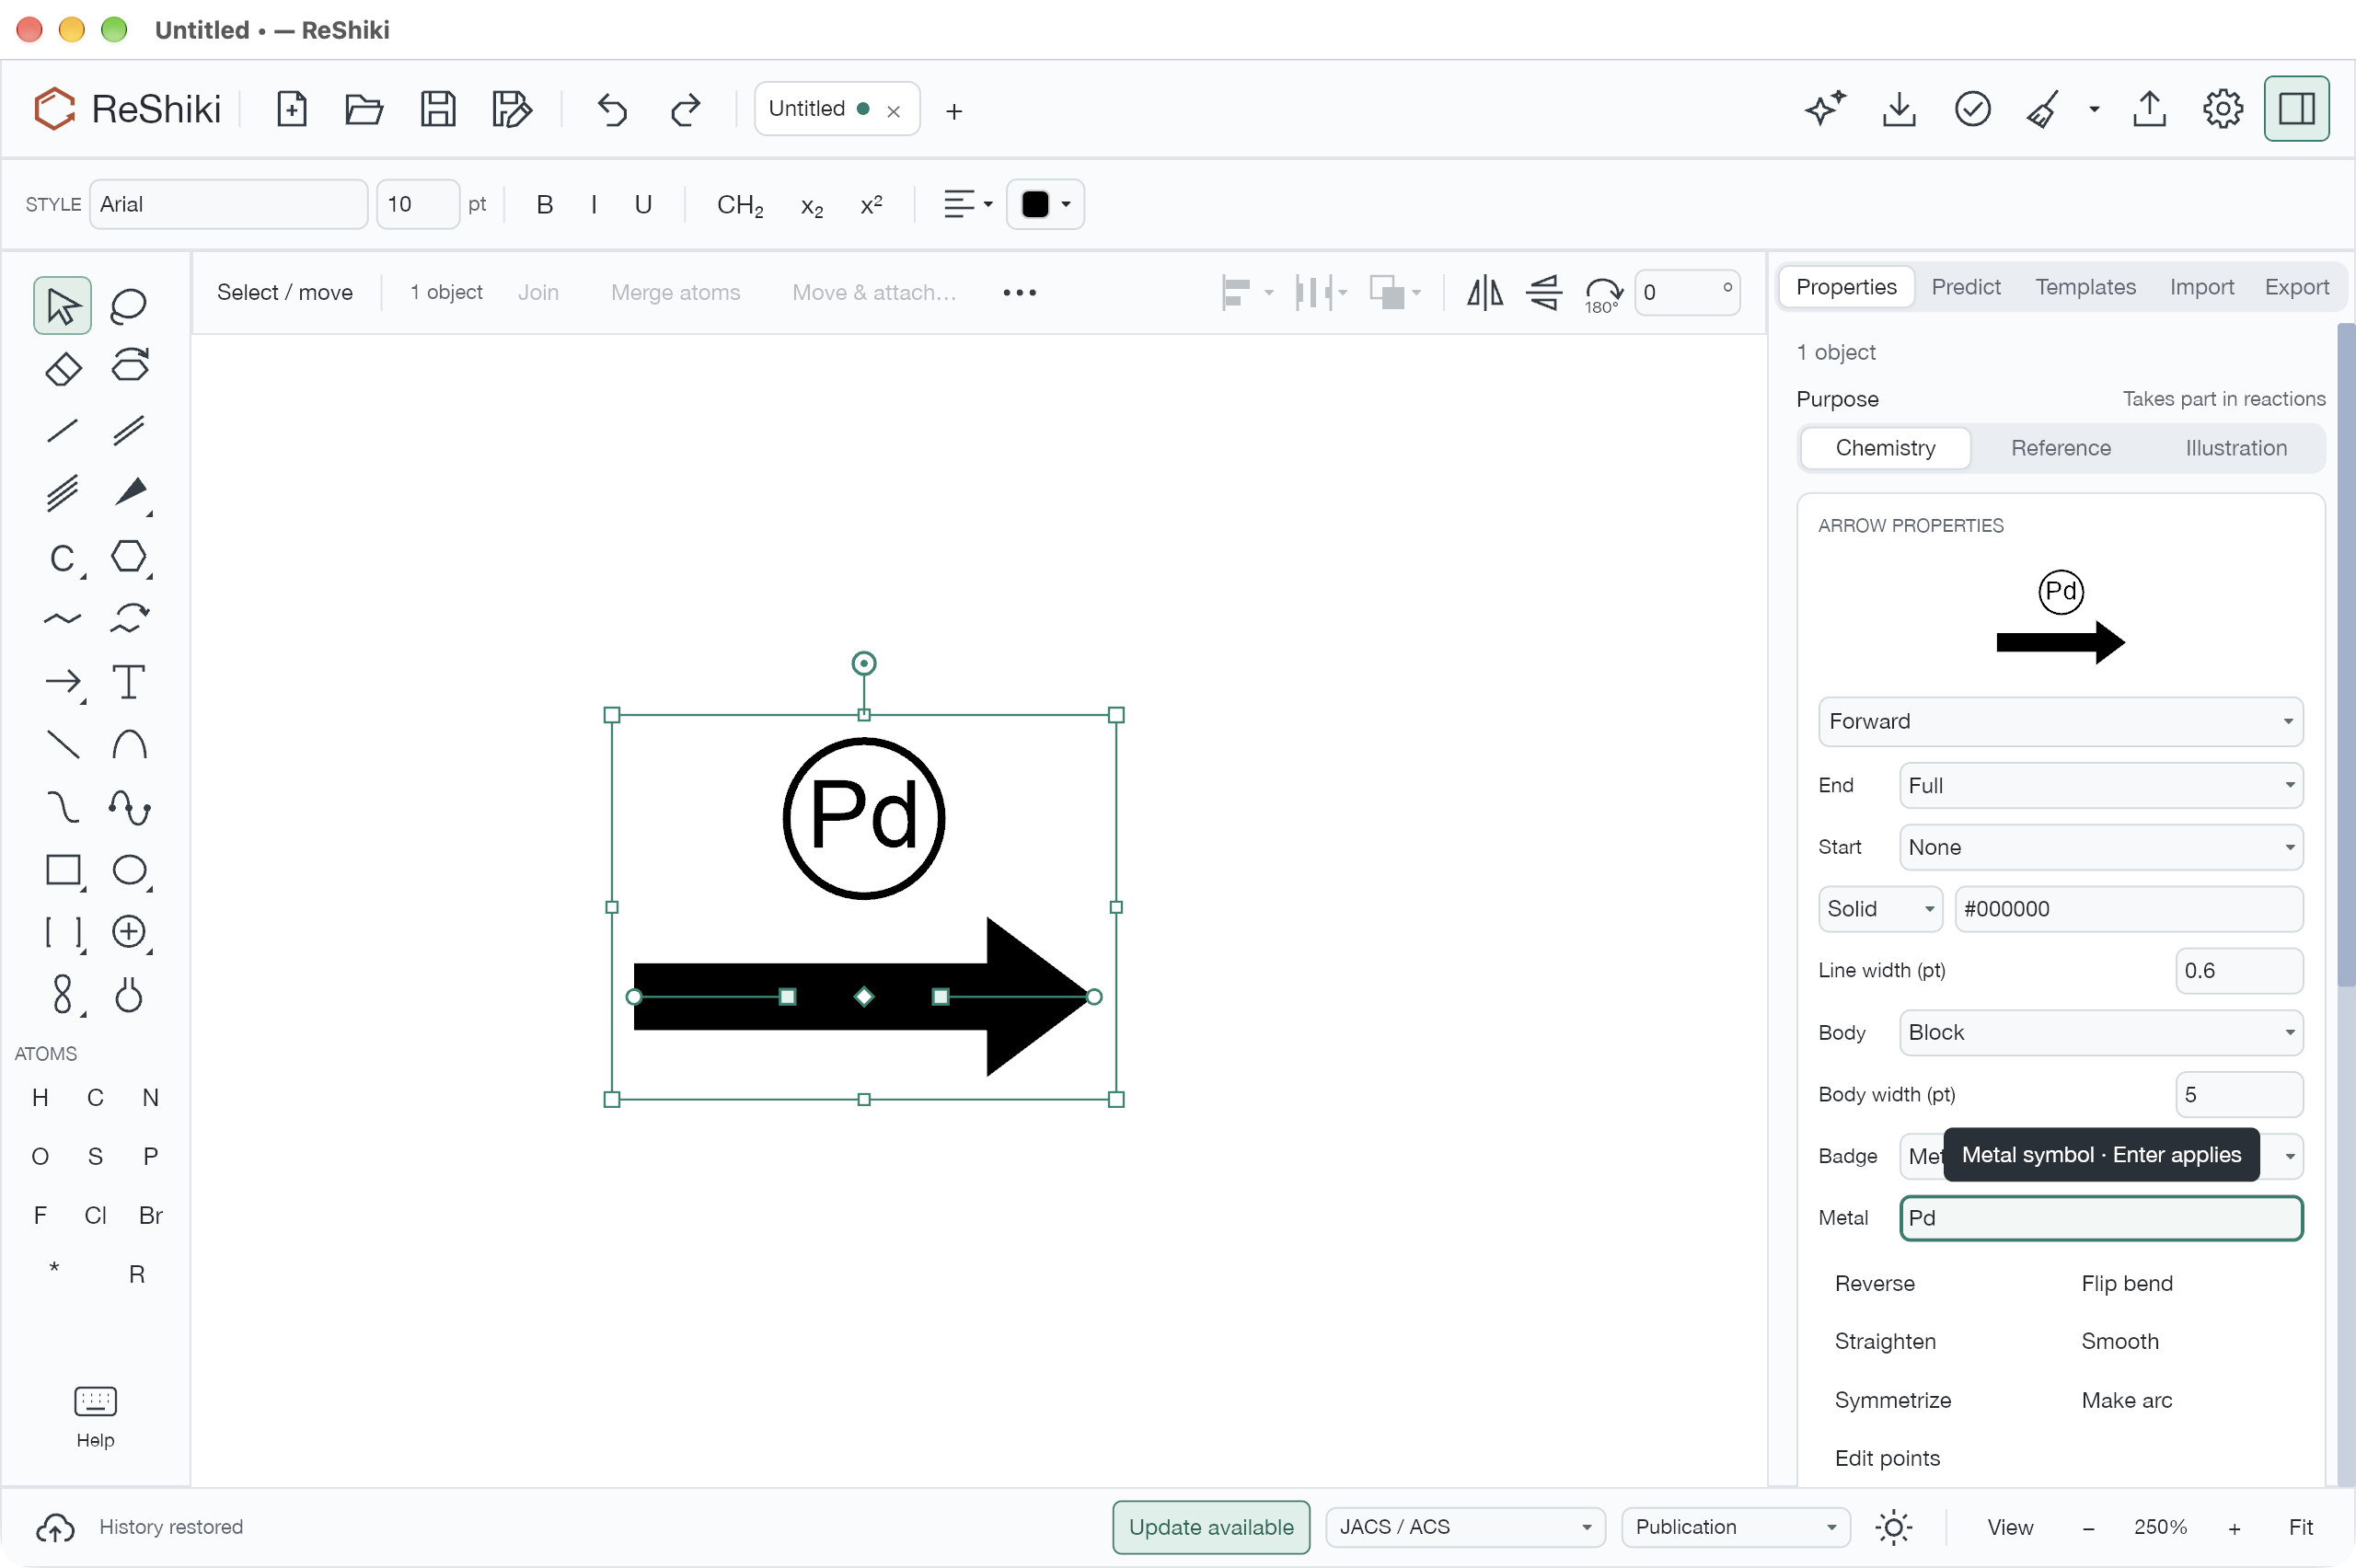 Untitled • — ReShiki
ReShiki
Untitled
STYLE Arial 10 pt B I U CH₂ x₂ x²
Select / move 1 object Join Merge atoms Move & attach... 180° 0 °
Properties Predict Templates Import Export
1 object
Purpose Takes part in reactions
Chemistry Reference Illustration
ARROW PROPERTIES
Pd
Forward
End Full
Start None
Solid #000000
Line width (pt) 0.6
Body Block
Body width (pt) 5
Badge Met
Metal symbol · Enter applies
Metal Pd
Reverse Flip bend
Straighten Smooth
Symmetrize Make arc
Edit points
Pd
C
T
ATOMS
H C N
O S P
F Cl Br
* R
Help
History restored Update available JACS / ACS Publication View – 250% + Fit